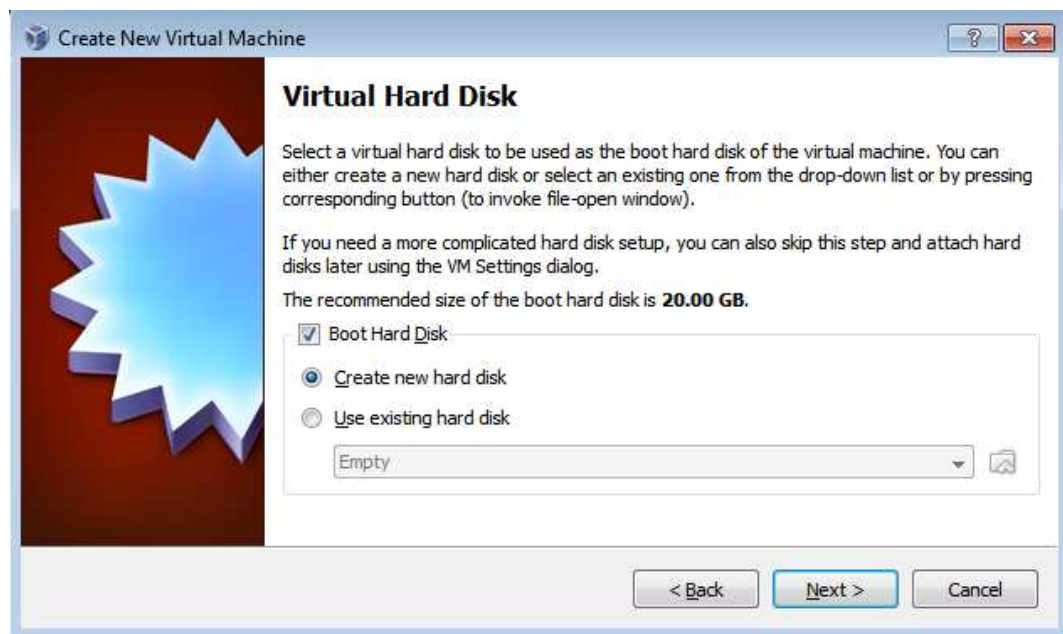 Create New Virtual Machine
Virtual Hard Disk
Select a virtual hard disk to be used as the boot hard disk of the virtual machine. You can
either create a new hard disk or select an existing one from the drop-down list or by pressing
corresponding button (to invoke file-open window).
If you need a more complicated hard disk setup, you can also skip this step and attach hard
disks later using the VM Settings dialog.
The recommended size of the boot hard disk is 20.00 GB.
Boot Hard Disk
Create new hard disk
Use existing hard disk
Empty
< Back Next > Cancel